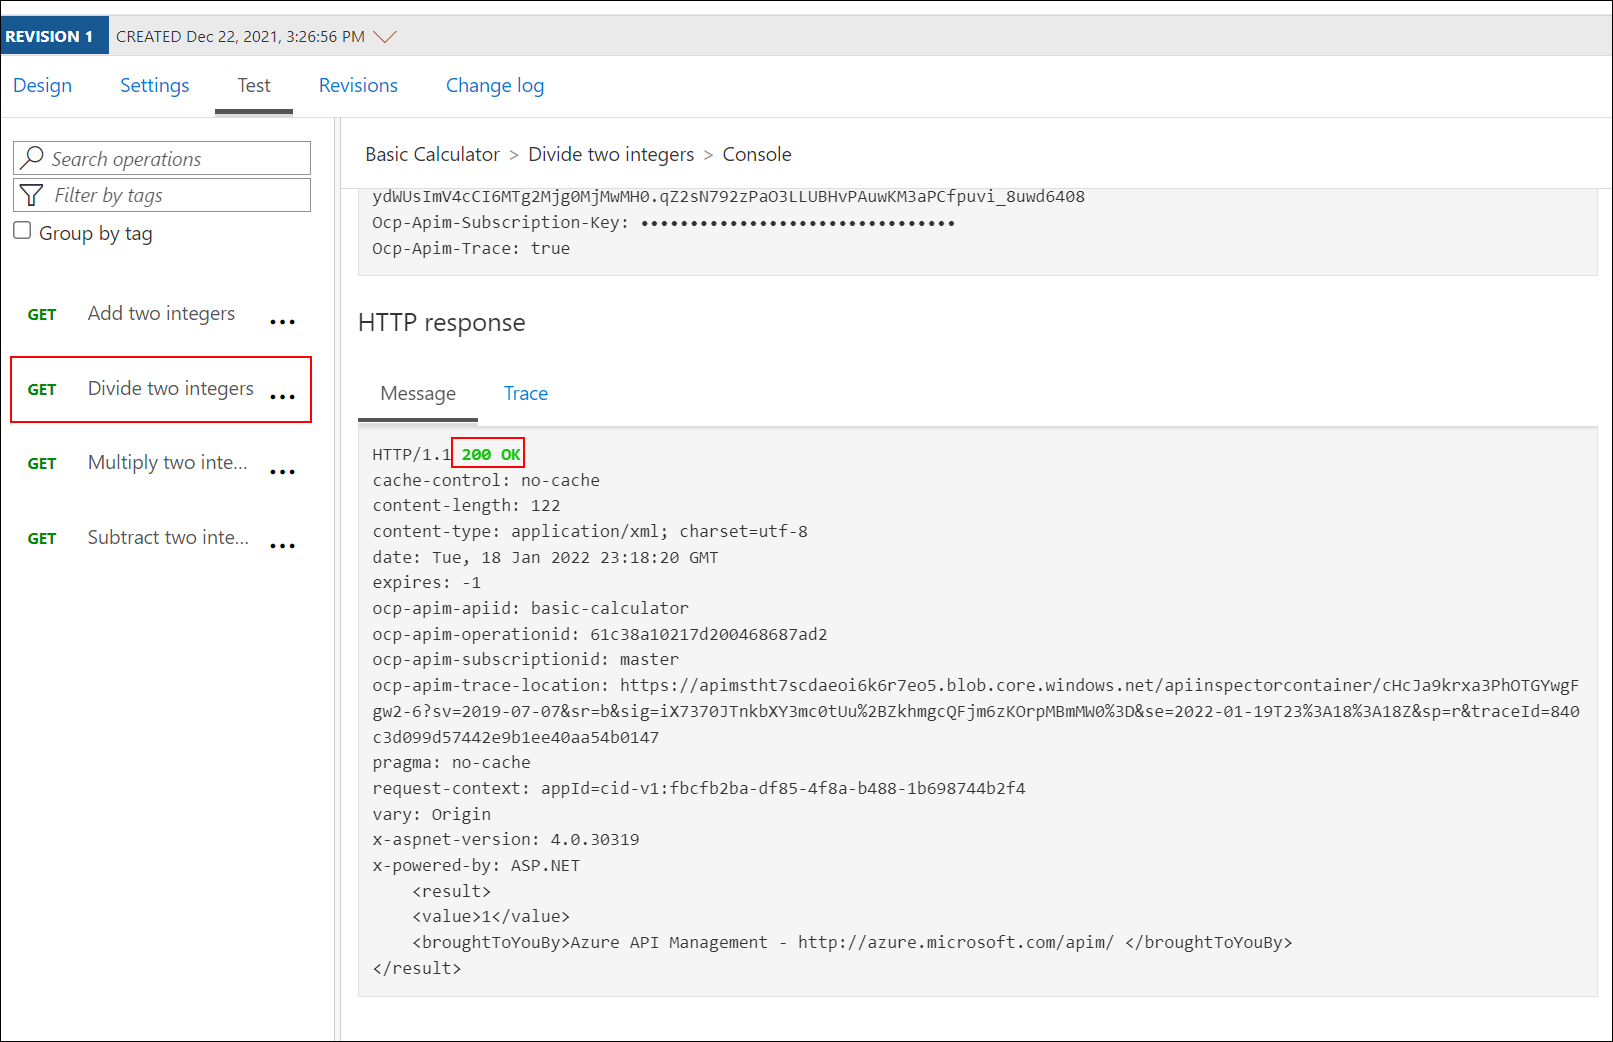 REVISION 1 CREATED Dec 22, 2021, 3:26:56 PM
Design Settings Test Revisions Change log
Search operations
Filter by tags
Group by tag
GET Add two integers ...
GET Divide two integers ...
GET Multiply two inte... ...
GET Subtract two inte... ...
Basic Calculator > Divide two integers > Console
ydWUsImV4cCI6MTg2Mjg0MjMwMH0.qZ2sN792zPaO3LLUBHvPAuwKM3aPCfpuvi_8uwd6408
Ocp-Apim-Subscription-Key: ••••••••••••••••••••••••••••••••
Ocp-Apim-Trace: true
HTTP response
Message Trace
HTTP/1.1 200 OK
cache-control: no-cache
content-length: 122
content-type: application/xml; charset=utf-8
date: Tue, 18 Jan 2022 23:18:20 GMT
expires: -1
ocp-apim-apiid: basic-calculator
ocp-apim-operationid: 61c38a10217d200468687ad2
ocp-apim-subscriptionid: master
ocp-apim-trace-location: https://apimstht7scdaeoi6k6r7eo5.blob.core.windows.net/apiinspectorcontainer/cHcJa9krxa3PhOTGYwgF
gw2-6?sv=2019-07-07&sr=b&sig=iX7370JTnkbXY3mc0tUu%2BZkhmgcQFjm6zKOrpMBmMW0%3D&se=2022-01-19T23%3A18%3A18Z&sp=r&traceId=840
c3d099d57442e9b1ee40aa54b0147
pragma: no-cache
request-context: appId=cid-v1:fbcfb2ba-df85-4f8a-b488-1b698744b2f4
vary: Origin
x-aspnet-version: 4.0.30319
x-powered-by: ASP.NET
<result>
<value>1</value>
<broughtToYouBy>Azure API Management - http://azure.microsoft.com/apim/ </broughtToYouBy>
</result>